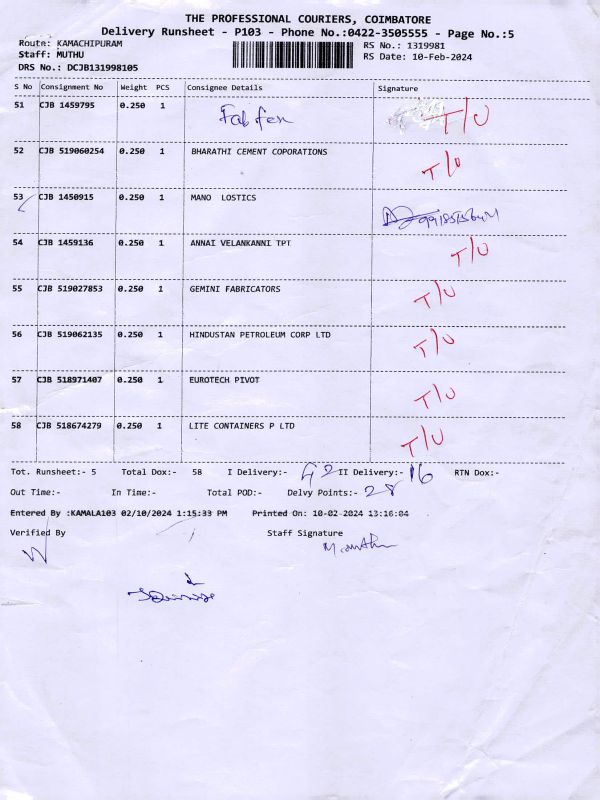 THE PROFESSIONAL COURIERS, COIMBATORE
Delivery Runsheet - P103 - Phone No.:0422-3505555 - Page No.:5
Route: KAMACHIPURAM RS No.: 1319981
Staff: MUTHU RS Date: 10-Feb-2024
DRS No.: DCJB131998105
S No Consignment No Weight PCS Consignee Details Signature
51 CJB 1459795 0.250 1 Fab fen T/U
52 CJB 519060254 0.250 1 BHARATHI CEMENT COPORATIONS T/U
53 CJB 1450915 0.250 1 MANO LOSTICS
54 CJB 1459136 0.250 1 ANNAI VELANKANNI TPT T/U
55 CJB 519027853 0.250 1 GEMINI FABRICATORS T/U
56 CJB 519062135 0.250 1 HINDUSTAN PETROLEUM CORP LTD T/U
57 CJB 518971407 0.250 1 EUROTECH PIVOT T/U
58 CJB 518674279 0.250 1 LITE CONTAINERS P LTD T/U
Tot. Runsheet:- 5 Total Dox:- 58 I Delivery:- 42 II Delivery:- 16 RTN Dox:-
Out Time:- In Time:- Total POD:- Delvy Points:- 28
Entered By :KAMALA103 02/10/2024 1:15:33 PM Printed On: 10-02-2024 13:16:04
Verified By Staff Signature